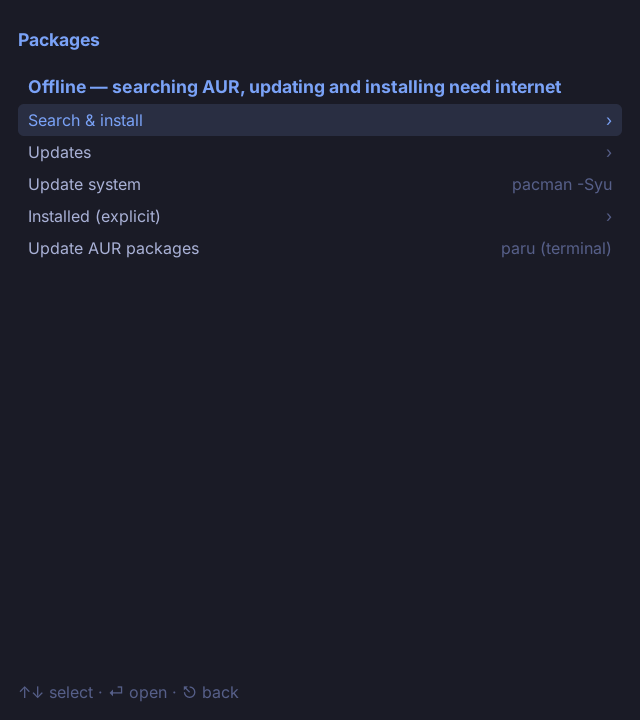 Packages
Offline — searching AUR, updating and installing need internet
Search & install ›
Updates ›
Update system pacman -Syu
Installed (explicit) ›
Update AUR packages paru (terminal)
↑↓ select · ⏎ open · ⎋ back